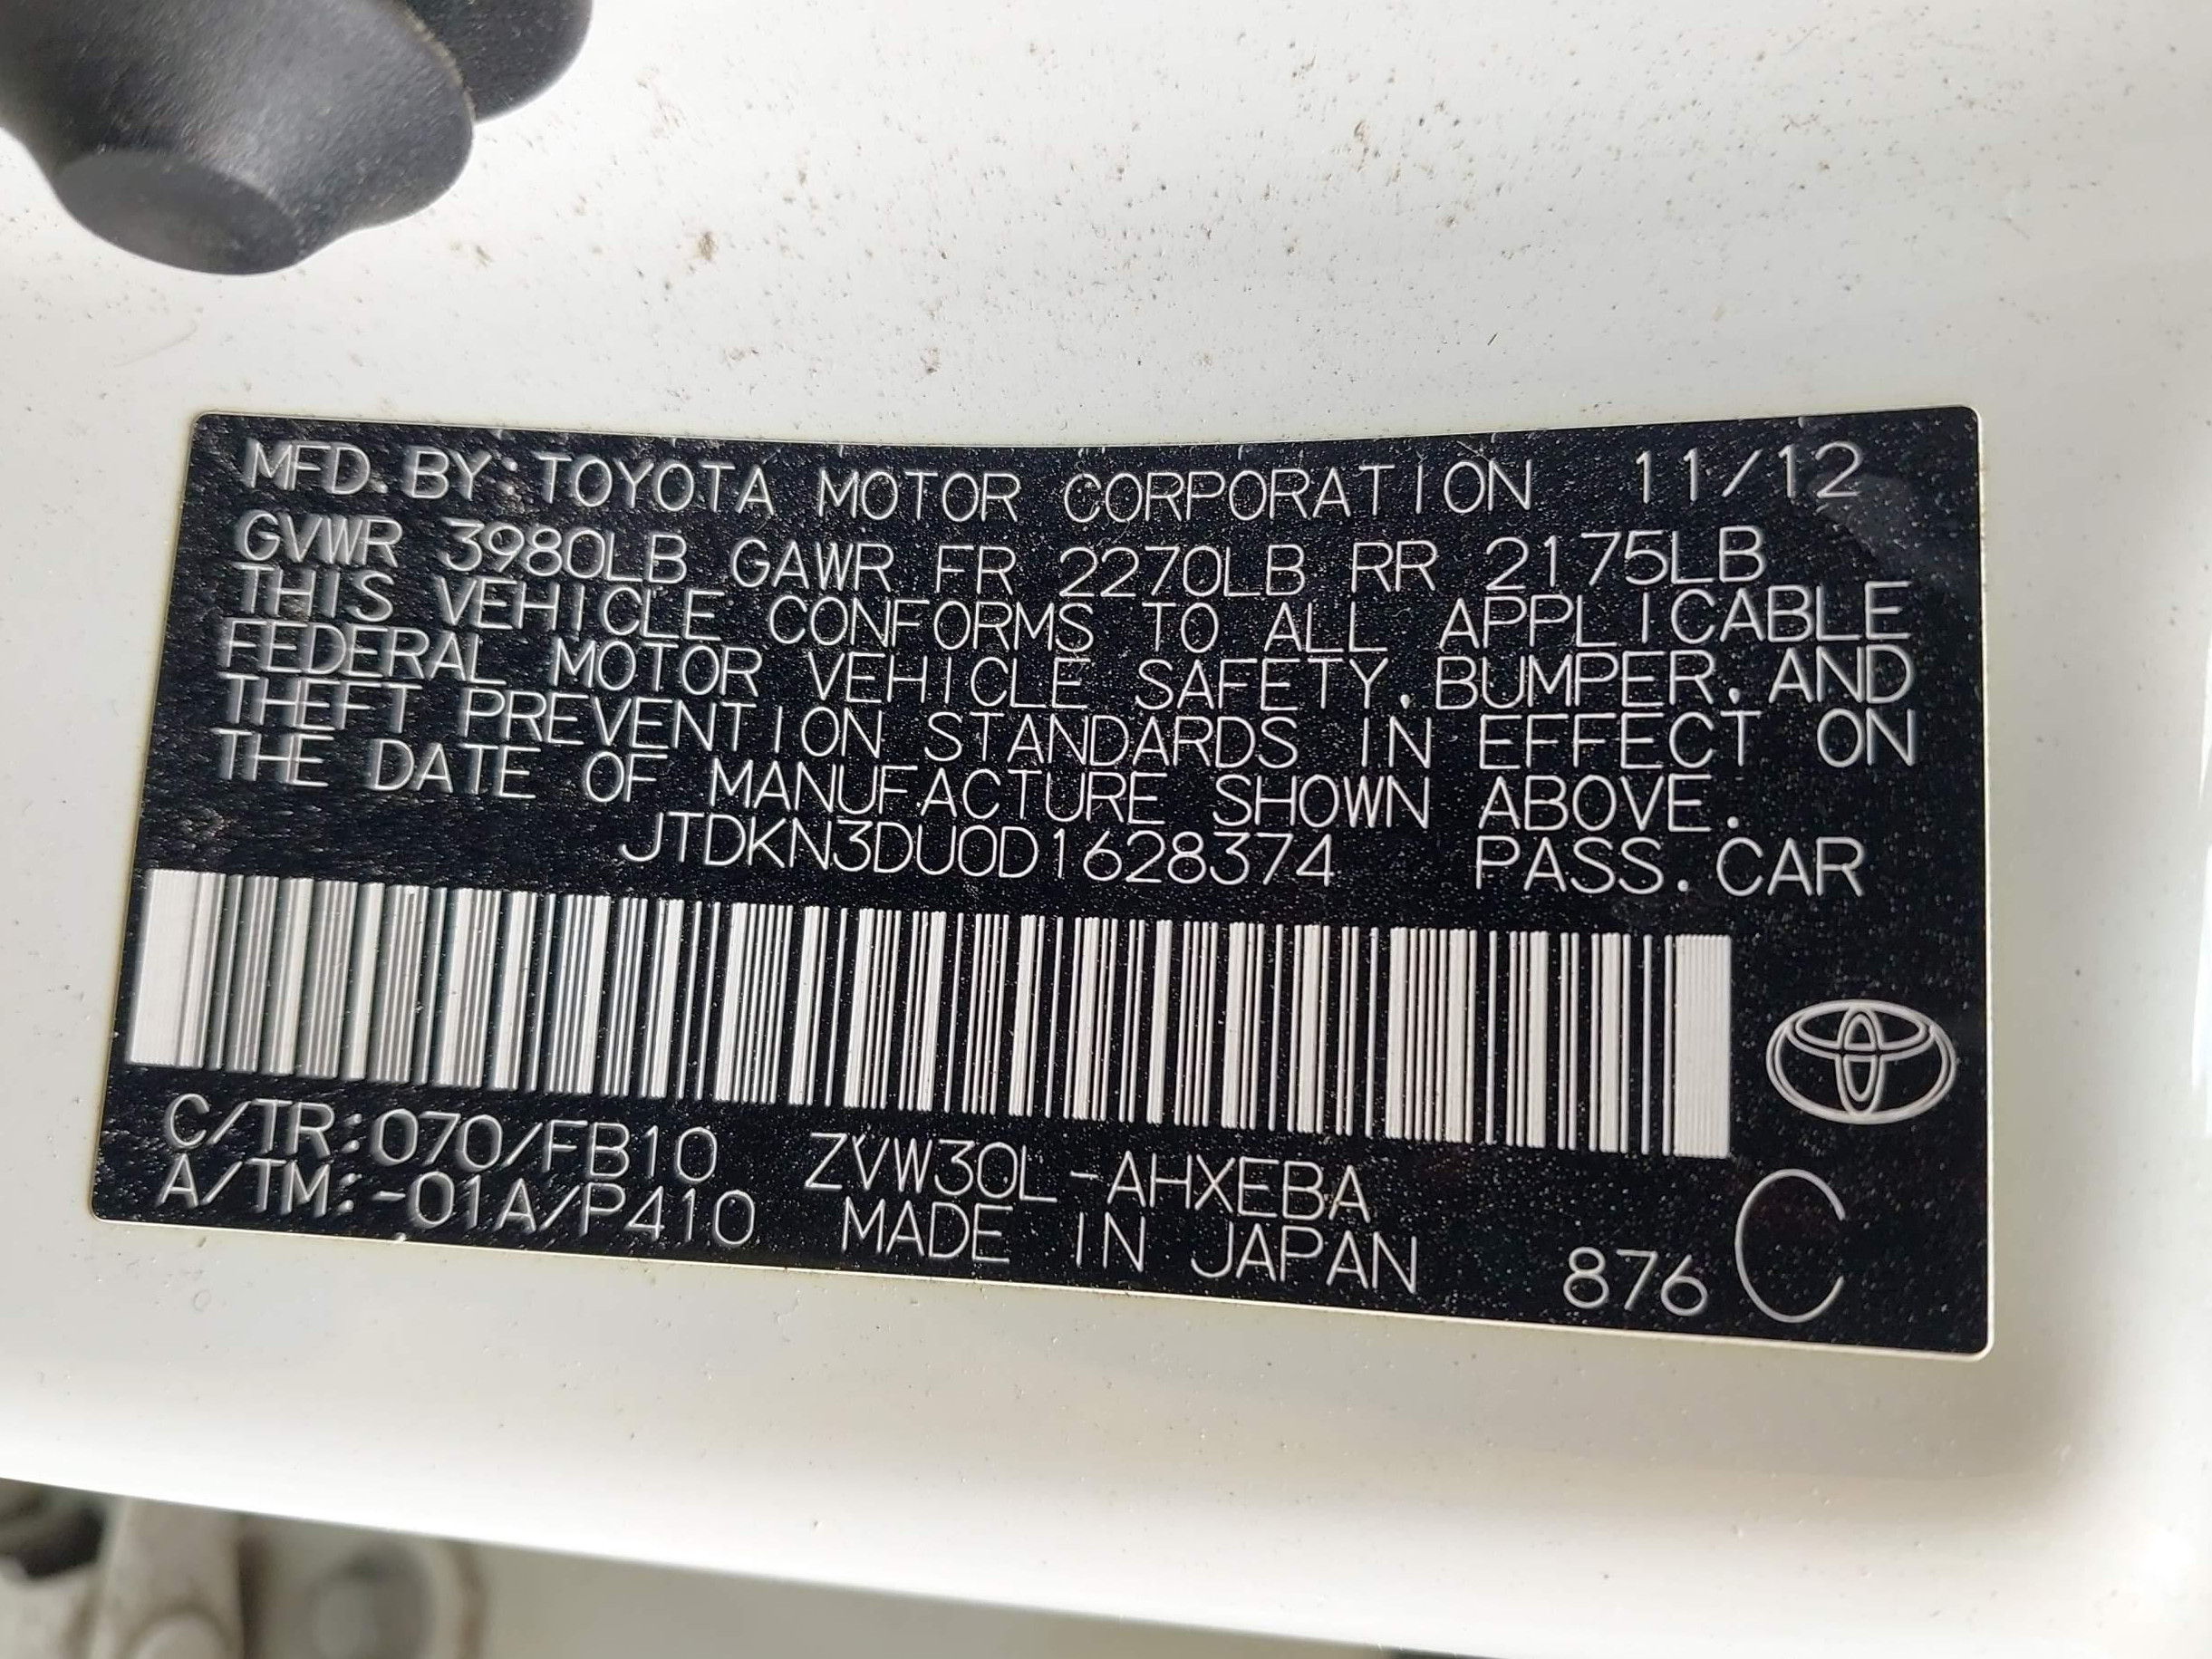 MFD. BY: TOYOTA MOTOR CORPORATION 11/12
GVWR 3980LB GAWR FR 2270LB RR 2175LB
THIS VEHICLE CONFORMS TO ALL APPLICABLE
FEDERAL MOTOR VEHICLE SAFETY, BUMPER, AND
THEFT PREVENTION STANDARDS IN EFFECT ON
THE DATE OF MANUFACTURE SHOWN ABOVE.
JTDKN3DU0D1628374 PASS. CAR
C/TR:070/FB10 ZVW30L-AHXEBA
A/TM:-01A/P410 MADE IN JAPAN 876 C